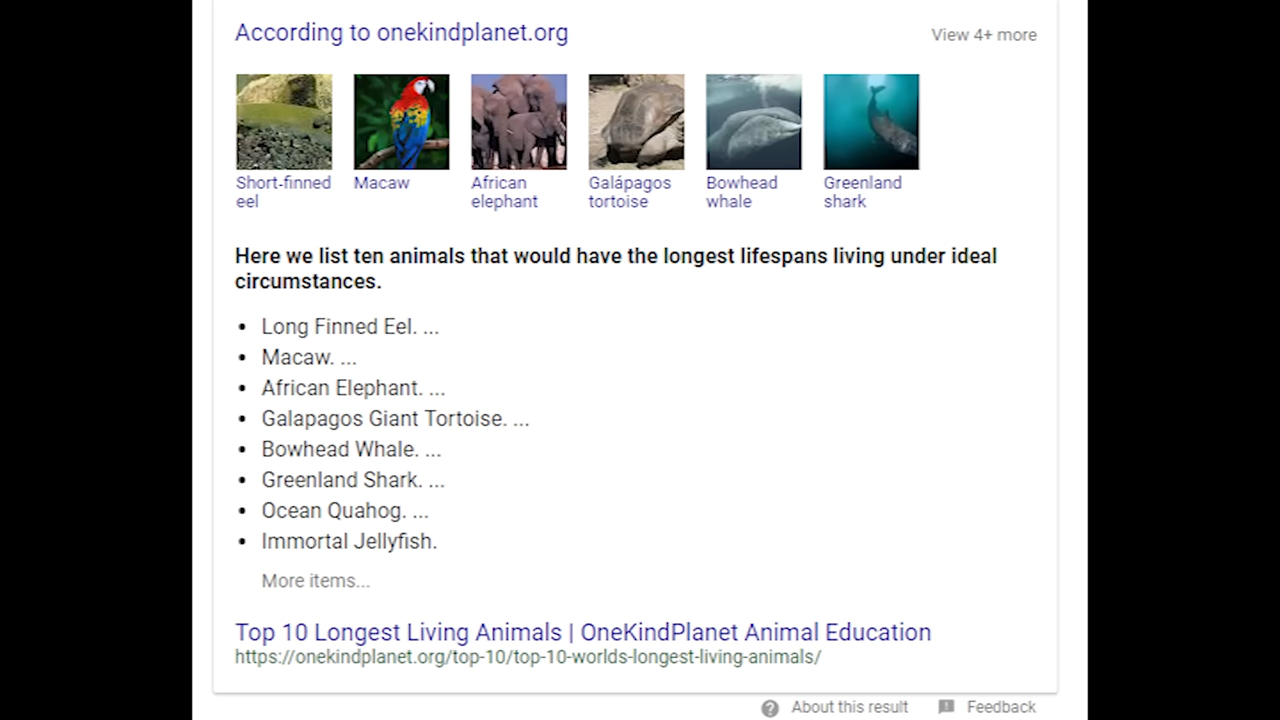 According to onekindplanet.org
View 4+ more
Short-finned eel
Macaw
African elephant
Galápagos tortoise
Bowhead whale
Greenland shark
Here we list ten animals that would have the longest lifespans living under ideal
circumstances.
• Long Finned Eel. ...
• Macaw. ...
• African Elephant. ...
• Galapagos Giant Tortoise. ...
• Bowhead Whale. ...
• Greenland Shark. ...
• Ocean Quahog. ...
• Immortal Jellyfish.
More items...
Top 10 Longest Living Animals | OneKindPlanet Animal Education
https://onekindplanet.org/top-10/top-10-worlds-longest-living-animals/
About this result
Feedback